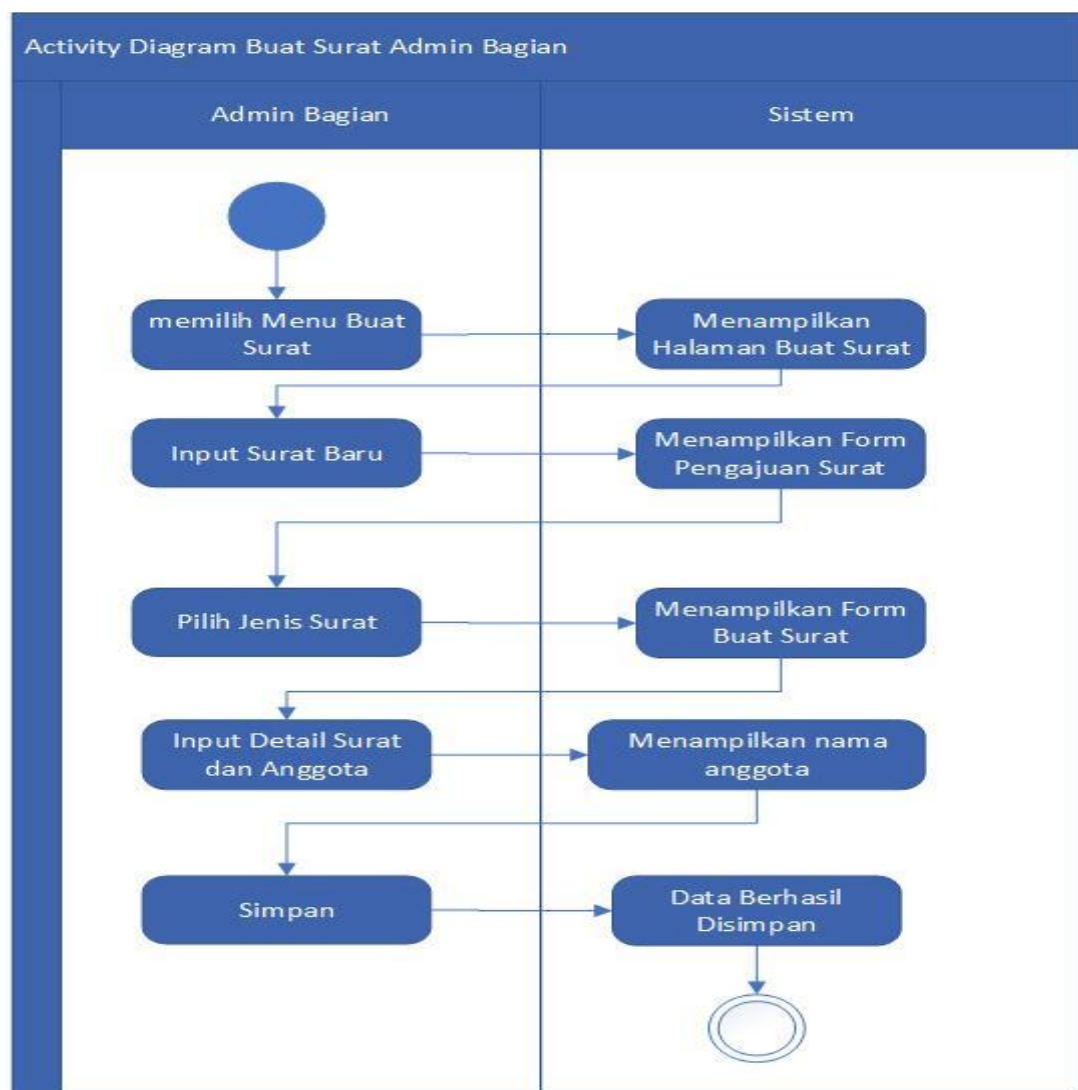 Activity Diagram Buat Surat Admin Bagian
Admin Bagian
Sistem
memilih Menu Buat
Surat
Menampilkan
Halaman Buat Surat
Input Surat Baru
Menampilkan Form
Pengajuan Surat
Pilih Jenis Surat
Menampilkan Form
Buat Surat
Input Detail Surat
dan Anggota
Menampilkan nama
anggota
Simpan
Data Berhasil
Disimpan